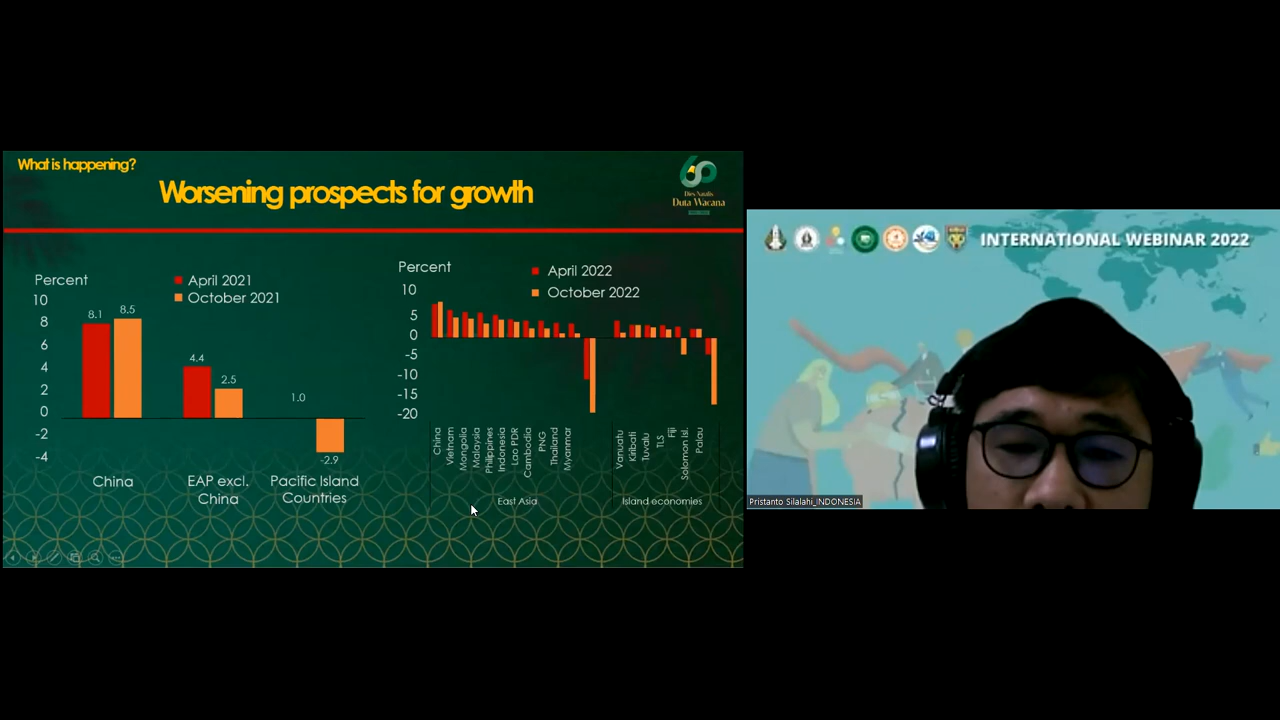 What is happening?
Worsening prospects for growth
60
Dies Natalis
Duta Wacana
Percent
April 2021
October 2021
10
8
6
4
2
0
-2
-4
8.1
8.5
4.4
2.5
1.0
-2.9
China
EAP excl.
China
Pacific Island
Countries
Percent
April 2022
October 2022
10
5
0
-5
-10
-15
-20
China
Vietnam
Mongolia
Malaysia
Philippines
Indonesia
Lao PDR
Cambodia
PNG
Thailand
Myanmar
Vanuatu
Kiribati
Tuvalu
TLS
Fiji
Solomon isl.
Palau
East Asia
Island economies
INTERNATIONAL WEBINAR 2022
Pristanto Silalahi_INDONESIA